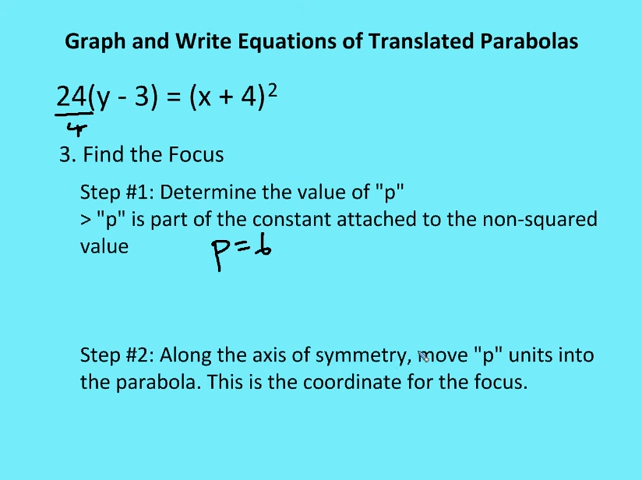 Graph and Write Equations of Translated Parabolas
24(y - 3) = (x + 4)²
4
3. Find the Focus
Step #1: Determine the value of "p"
> "p" is part of the constant attached to the non-squared
value
p=6
Step #2: Along the axis of symmetry, move "p" units into
the parabola. This is the coordinate for the focus.